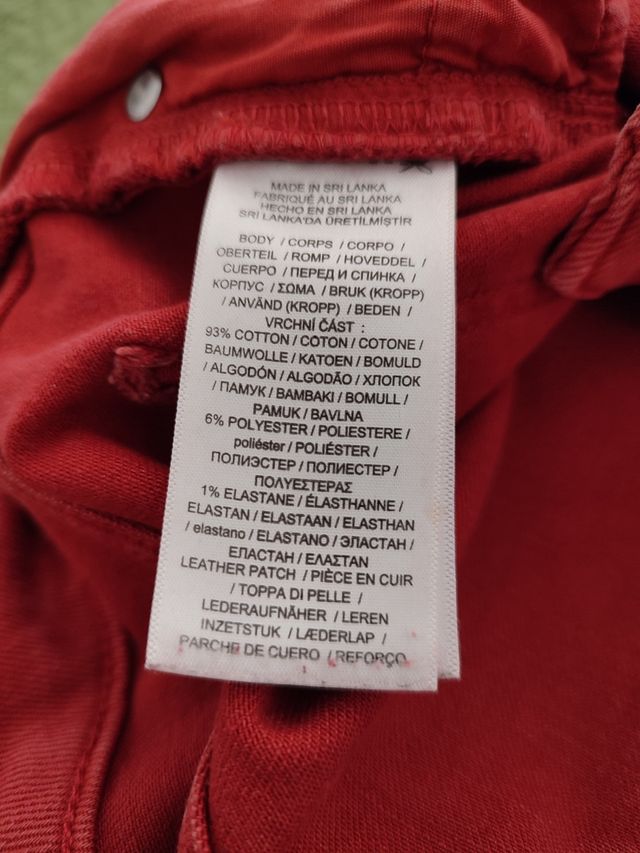 MADE IN SRI LANKA
FABRIQUÉ AU SRI LANKA
HECHO EN SRI LANKA
SRI LANKA'DA ÜRETİLMİŞTİR
BODY / CORPS / CORPO /
OBERTEIL / ROMP / HOVEDDEL /
CUERPO / ПЕРЕД И СПИНКА /
КОРПУС / ΣΩΜΑ / BRUK (KROPP)
/ ANVÄND (KROPP) / BEDEN /
VRCHNÍ ČÁST :
93% COTTON / COTON / COTONE /
BAUMWOLLE / KATOEN / BOMULD
/ ALGODÓN / ALGODÃO / ХЛОПОК
/ ПАМУК / BAMBAKI / BOMULL /
PAMUK / BAVLNA
6% POLYESTER / POLIESTERE /
poliéster / POLIÉSTER /
ПОЛИЭСТЕР / ПОЛИЕСТЕР /
ΠΟΛΥΕΣΤΕΡΑΣ
1% ELASTANE / ÉLASTHANNE /
ELASTAN / ELASTAAN / ELASTHAN
/ elastano / ELASTANO / ЭЛАСТАН /
ЕЛАСТАН / ΕΛΑΣΤΑΝ
LEATHER PATCH / PIÈCE EN CUIR
/ TOPPA DI PELLE /
LEDERAUFNÄHER / LEREN
INZETSTUK / LÆDERLAP /
PARCHE DE CUERO / REFORÇO